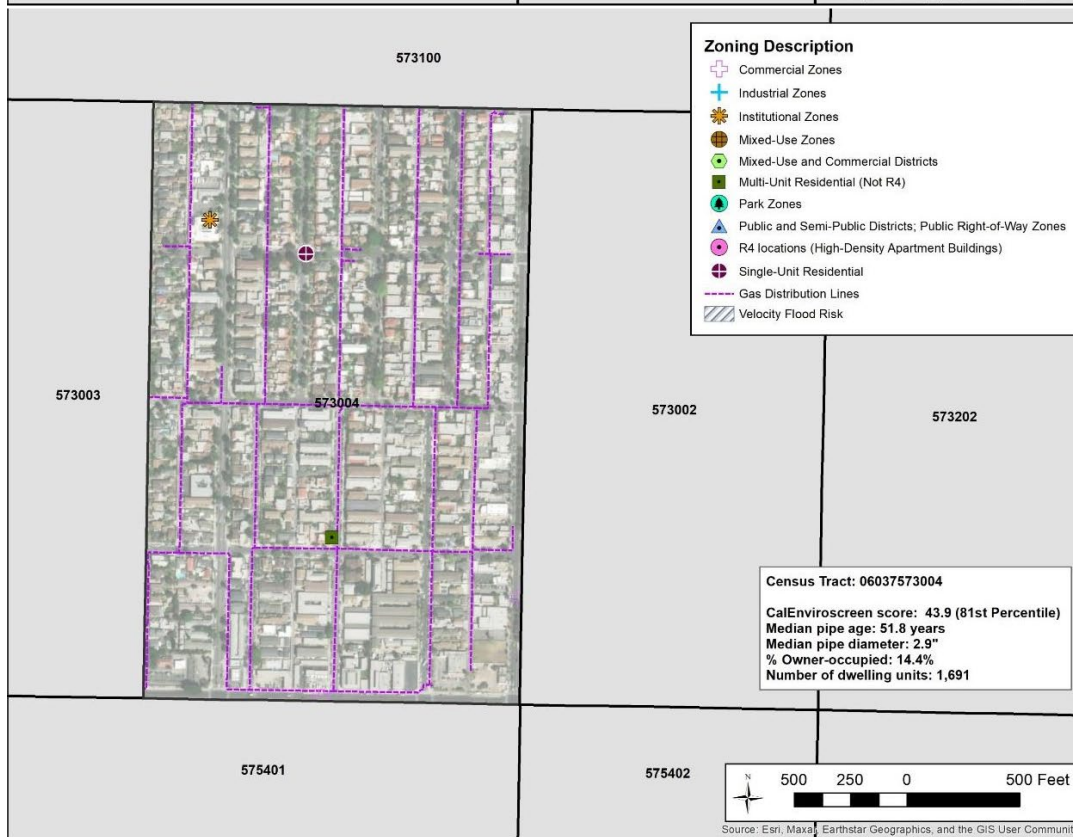 573100
Zoning Description
Commercial Zones
Industrial Zones
Institutional Zones
Mixed-Use Zones
Mixed-Use and Commercial Districts
Multi-Unit Residential (Not R4)
Park Zones
Public and Semi-Public Districts; Public Right-of-Way Zones
R4 locations (High-Density Apartment Buildings)
Single-Unit Residential
Gas Distribution Lines
Velocity Flood Risk
573003
573004
573002
573202
Census Tract: 06037573004
CalEnviroscreen score: 43.9 (81st Percentile)
Median pipe age: 51.8 years
Median pipe diameter: 2.9"
% Owner-occupied: 14.4%
Number of dwelling units: 1,691
575401
575402
N
500 250 0 500 Feet
Source: Esri, Maxar, Earthstar Geographics, and the GIS User Communit